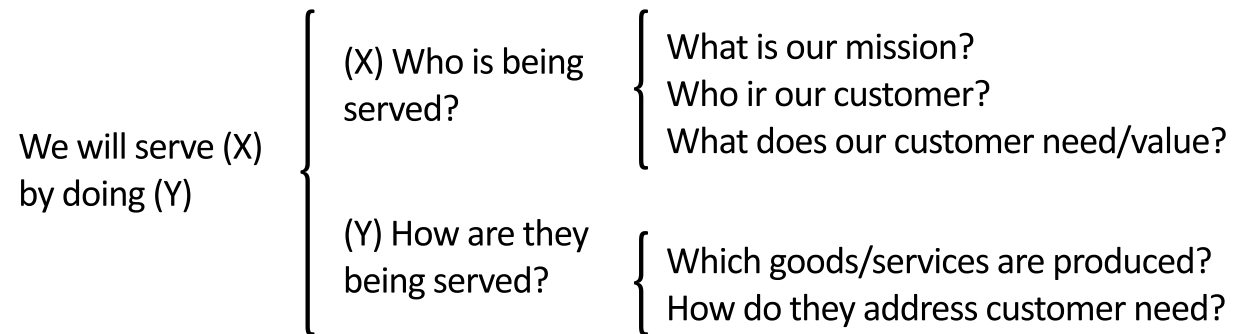 We will serve (X)
by doing (Y)
(X) Who is being
served?
What is our mission?
Who ir our customer?
What does our customer need/value?
(Y) How are they
being served?
Which goods/services are produced?
How do they address customer need?